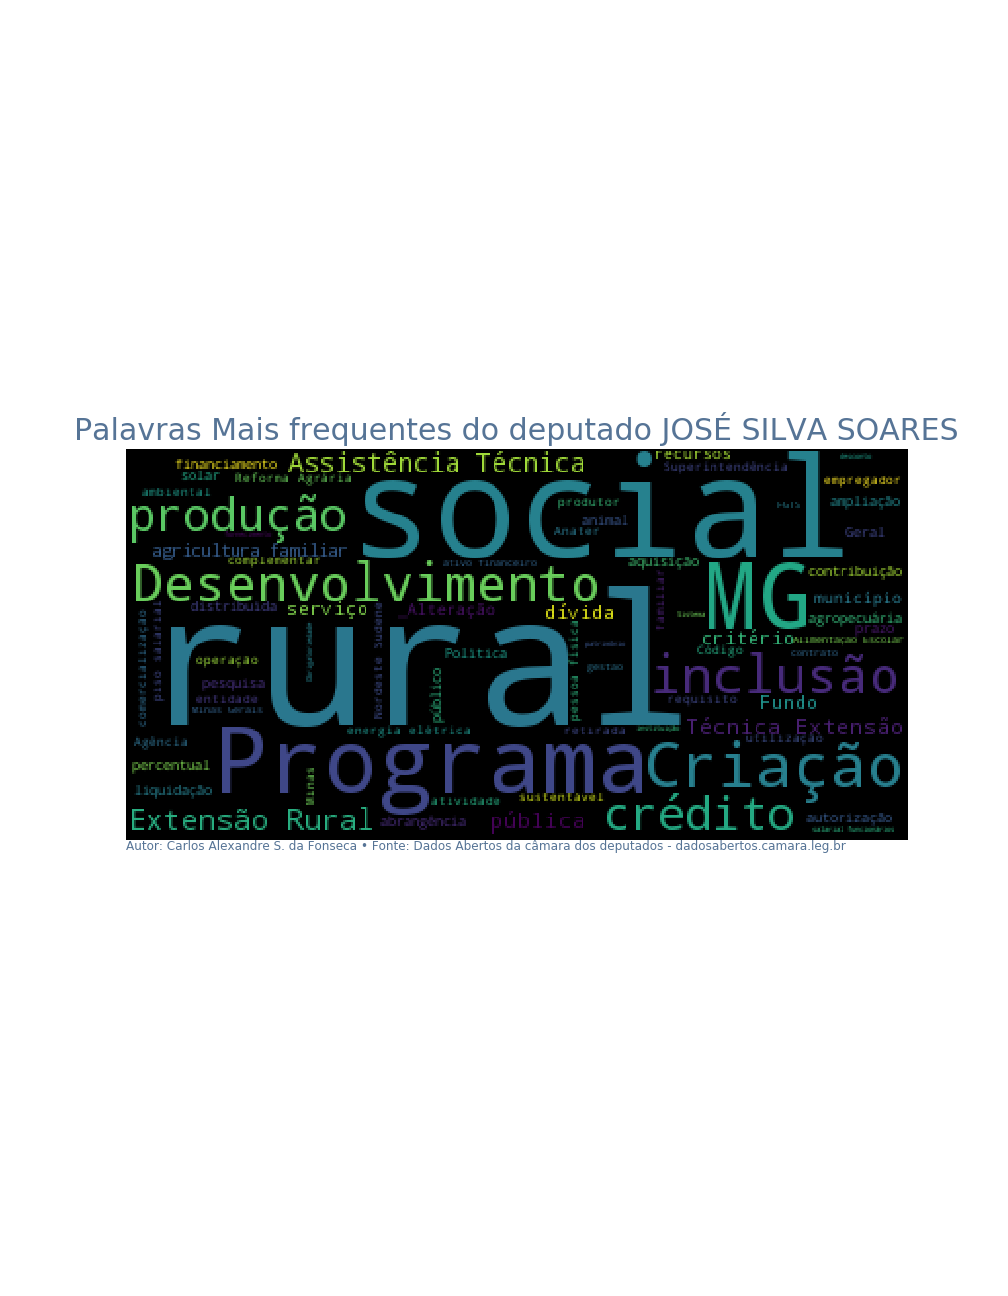 Palavras Mais frequentes do deputado JOSÉ SILVA SOARES
financiamento
Assistência Técnica
recursos
solar
Reforma Agrária
Superintendência
empregador
ambiental
social
produção
produtor
FGTS
ampliação
animal
Anater
Geral
agricultura familiar
complementar
ativo financeiro
aquisição
Desenvolvimento
MG
contribuição
distribuída
serviço
_Alteração
dívida
familiar
município
agropecuária
prazo
comercialização
piso salarial
rural
Nordeste Sudene
público
Política
pessoa física
critério
Alimentação Escolar
Código
contrato
operação
gestão
inclusão
pesquisa
entidade
Minas Gerais
requisito
Fundo
energia elétrica
retirada
Técnica Extensão
utilização
Agência
Programa
Criação
percentual
Minas
liquidação
atividade
sustentável
Extensão Rural
abrangência
pública
crédito
autorização
Autor: Carlos Alexandre S. da Fonseca • Fonte: Dados Abertos da câmara dos deputados - dadosabertos.camara.leg.br